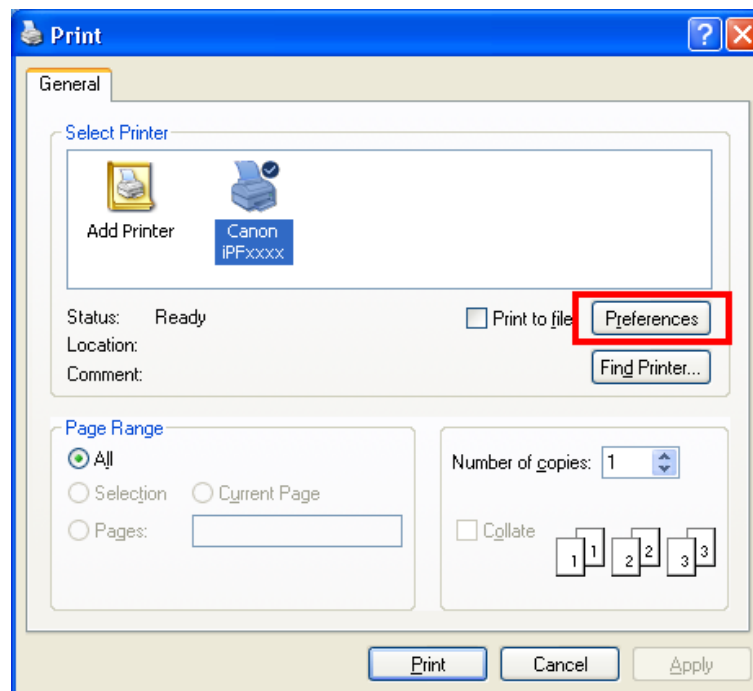 Print
General
Select Printer
Add Printer
Canon
iPFxxxx
Status: Ready
Print to file
Preferences
Location:
Comment:
Find Printer...
Page Range
All
Selection
Current Page
Pages:
Number of copies: 1
Collate
1 1 2 2 3 3
Print
Cancel
Apply